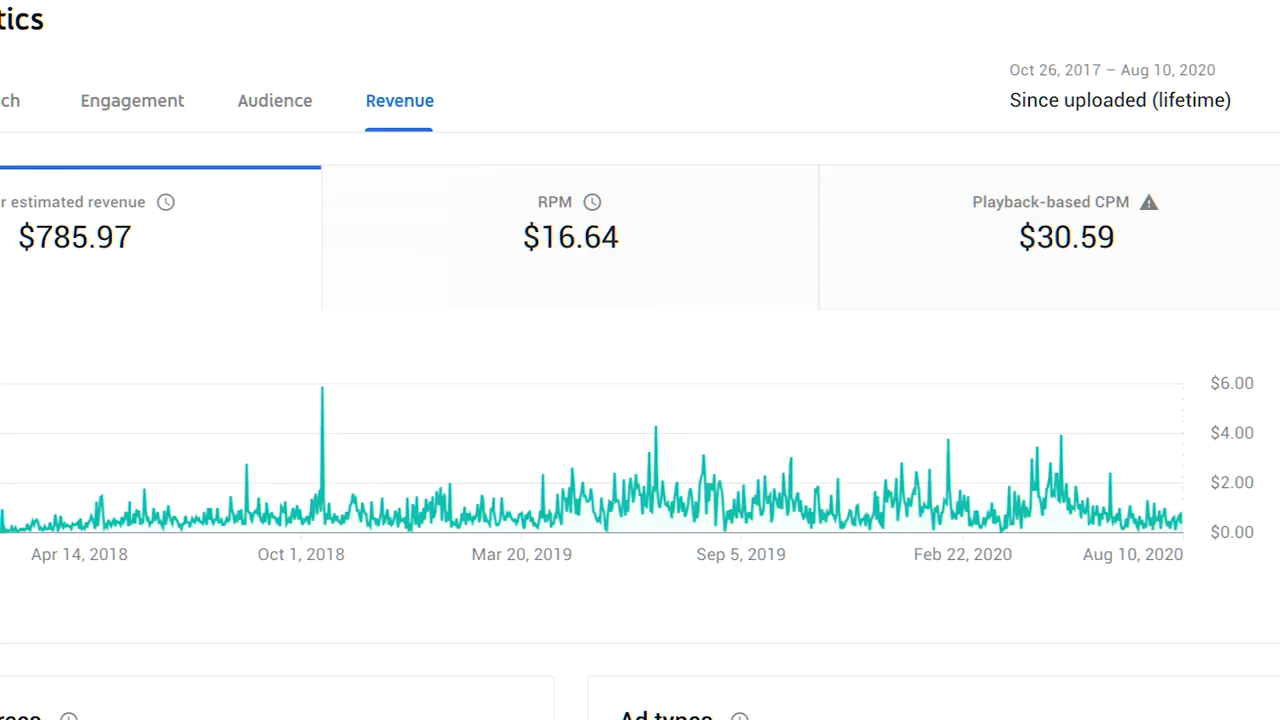 tics
Oct 26, 2017 – Aug 10, 2020
ch Engagement Audience Revenue Since uploaded (lifetime)
r estimated revenue RPM Playback-based CPM
$785.97 $16.64 $30.59
$6.00
$4.00
$2.00
$0.00
Apr 14, 2018 Oct 1, 2018 Mar 20, 2019 Sep 5, 2019 Feb 22, 2020 Aug 10, 2020
Ad types